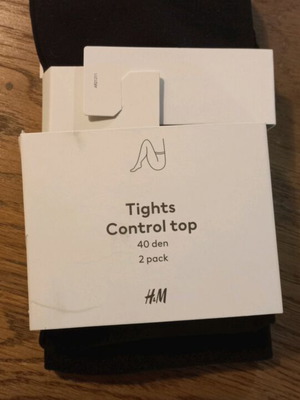 Tights
Control top
40 den
2 pack
H&M